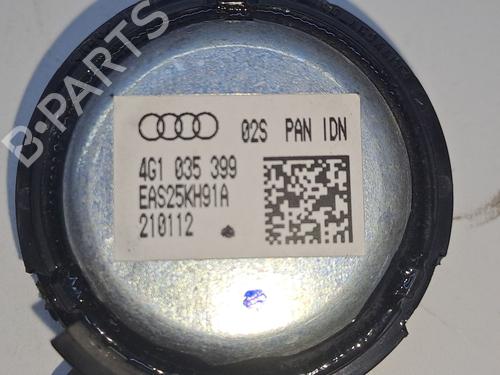 B-PARTS
02S PAN IDN
4G1 035 399
EAS25KH91A
210112